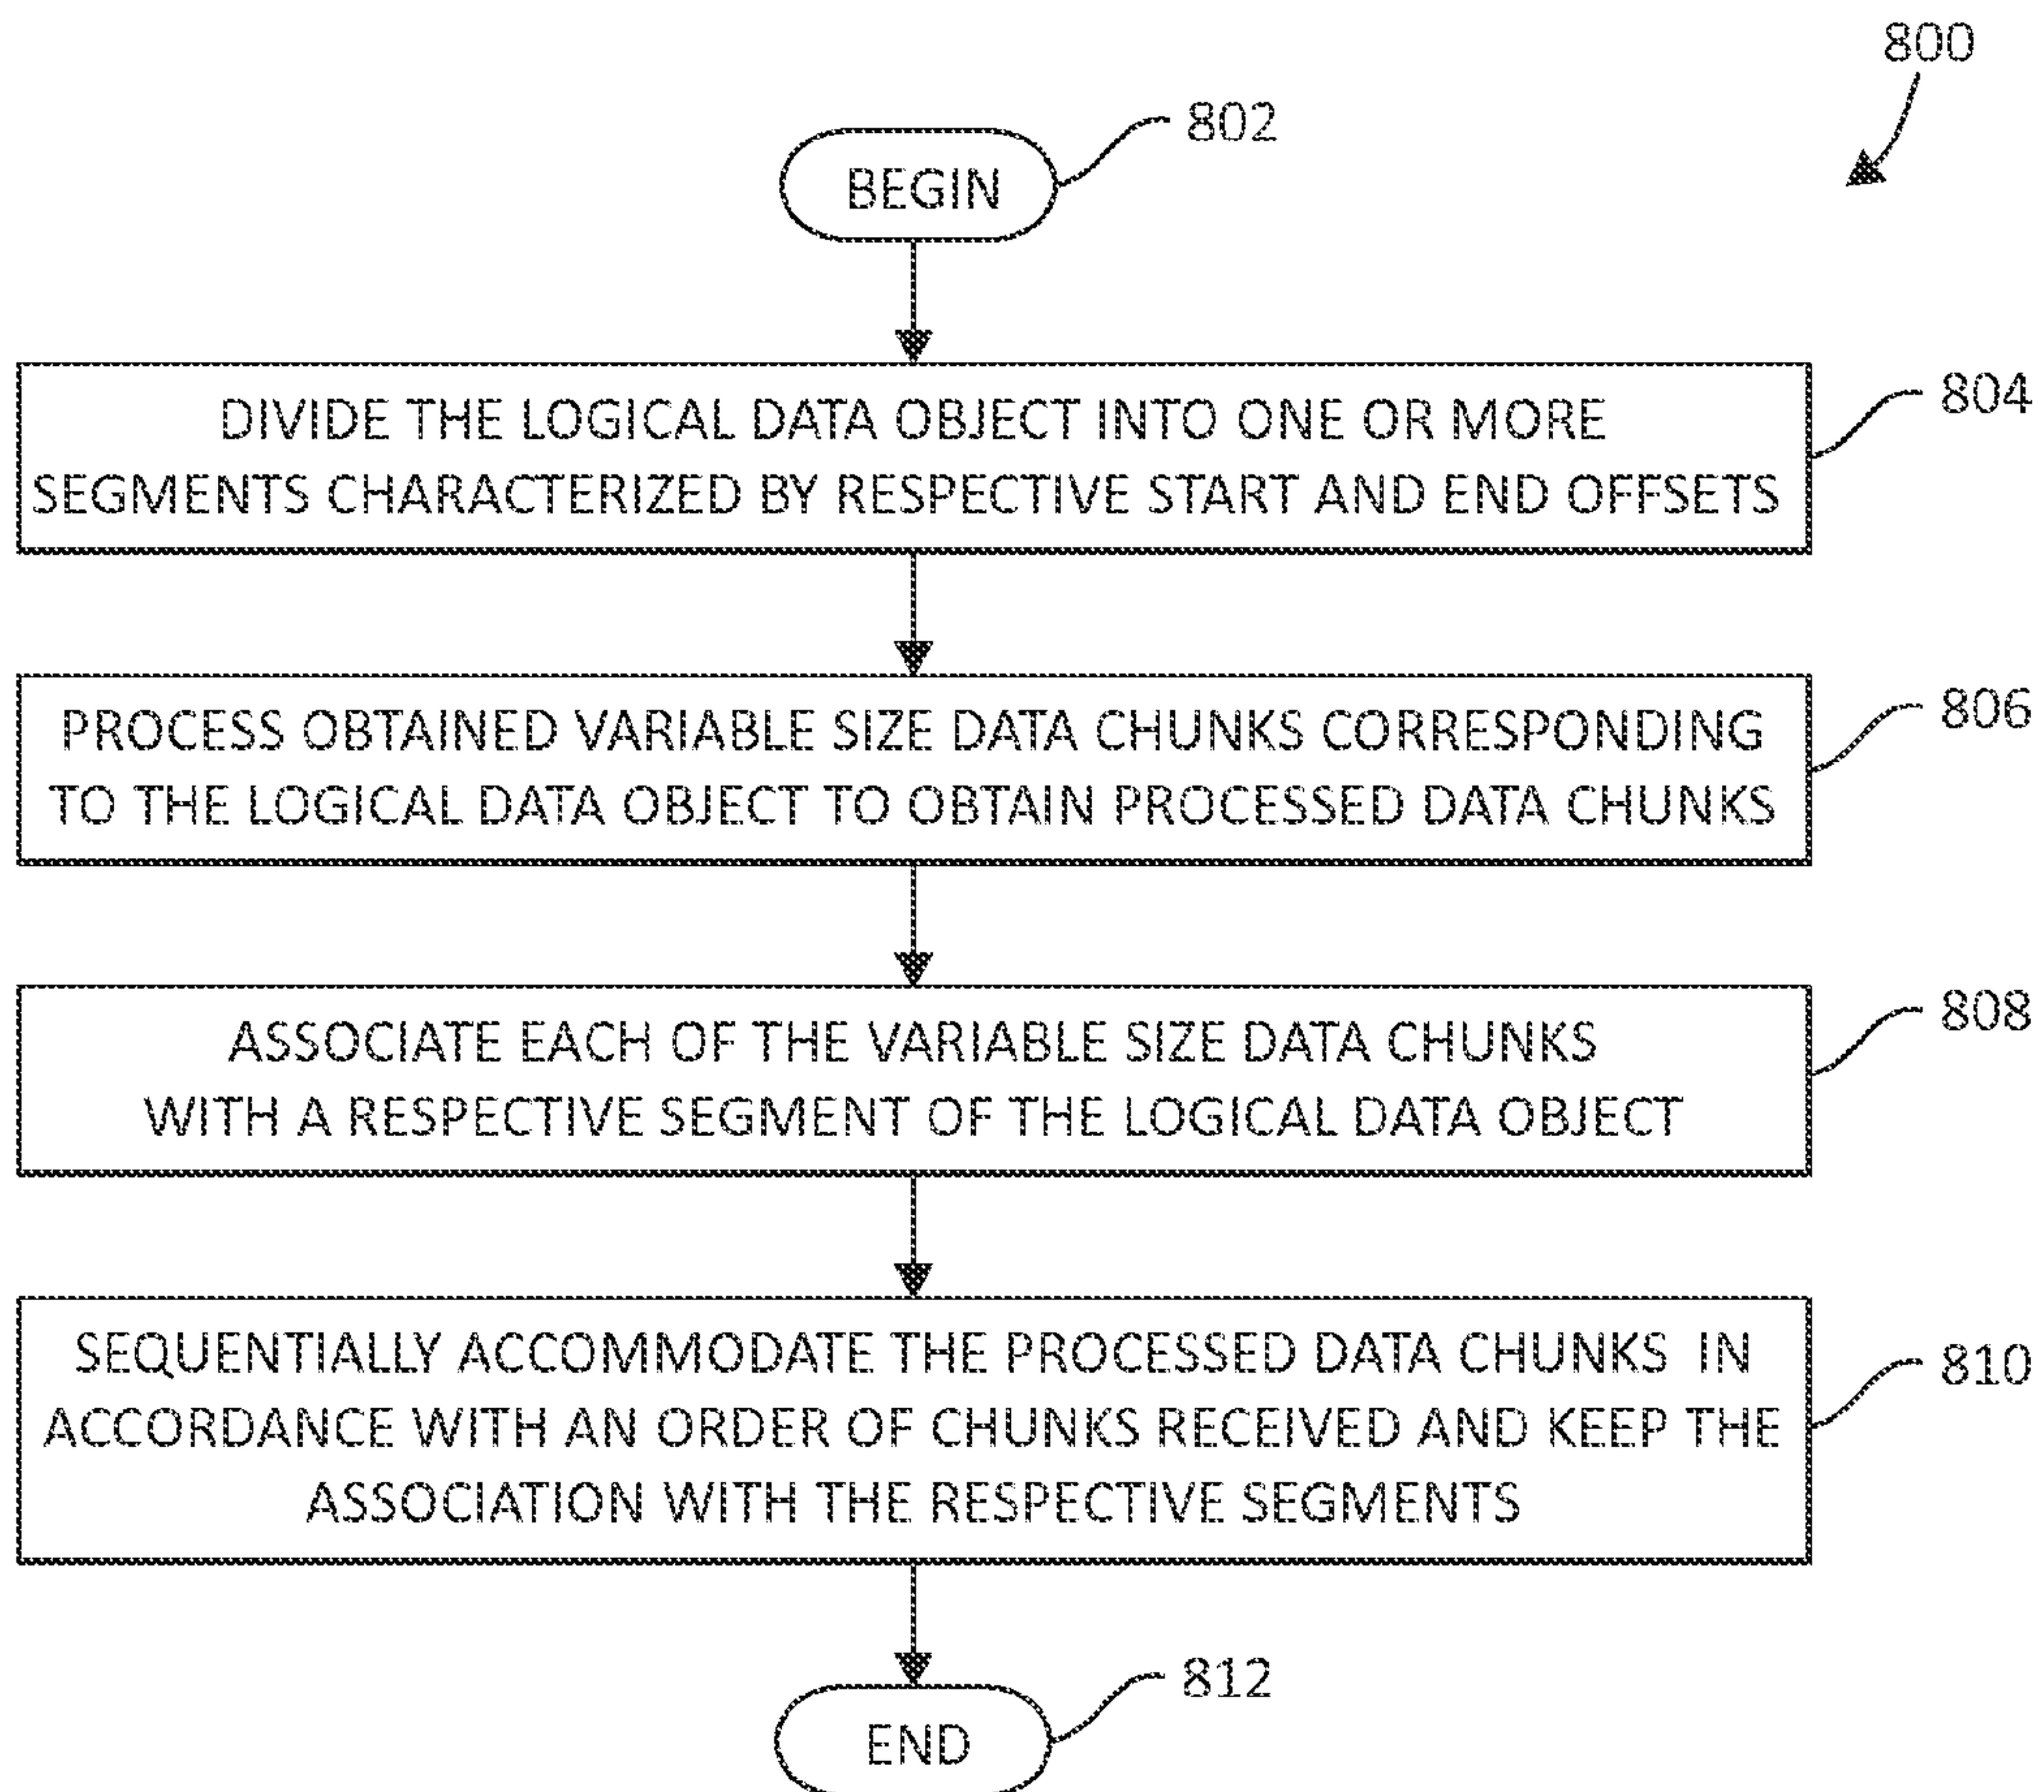 800
802
BEGIN
804
DIVIDE THE LOGICAL DATA OBJECT INTO ONE OR MORE
SEGMENTS CHARACTERIZED BY RESPECTIVE START AND END OFFSETS
806
PROCESS OBTAINED VARIABLE SIZE DATA CHUNKS CORRESPONDING
TO THE LOGICAL DATA OBJECT TO OBTAIN PROCESSED DATA CHUNKS
808
ASSOCIATE EACH OF THE VARIABLE SIZE DATA CHUNKS
WITH A RESPECTIVE SEGMENT OF THE LOGICAL DATA OBJECT
810
SEQUENTIALLY ACCOMMODATE THE PROCESSED DATA CHUNKS IN
ACCORDANCE WITH AN ORDER OF CHUNKS RECEIVED AND KEEP THE
ASSOCIATION WITH THE RESPECTIVE SEGMENTS
812
END